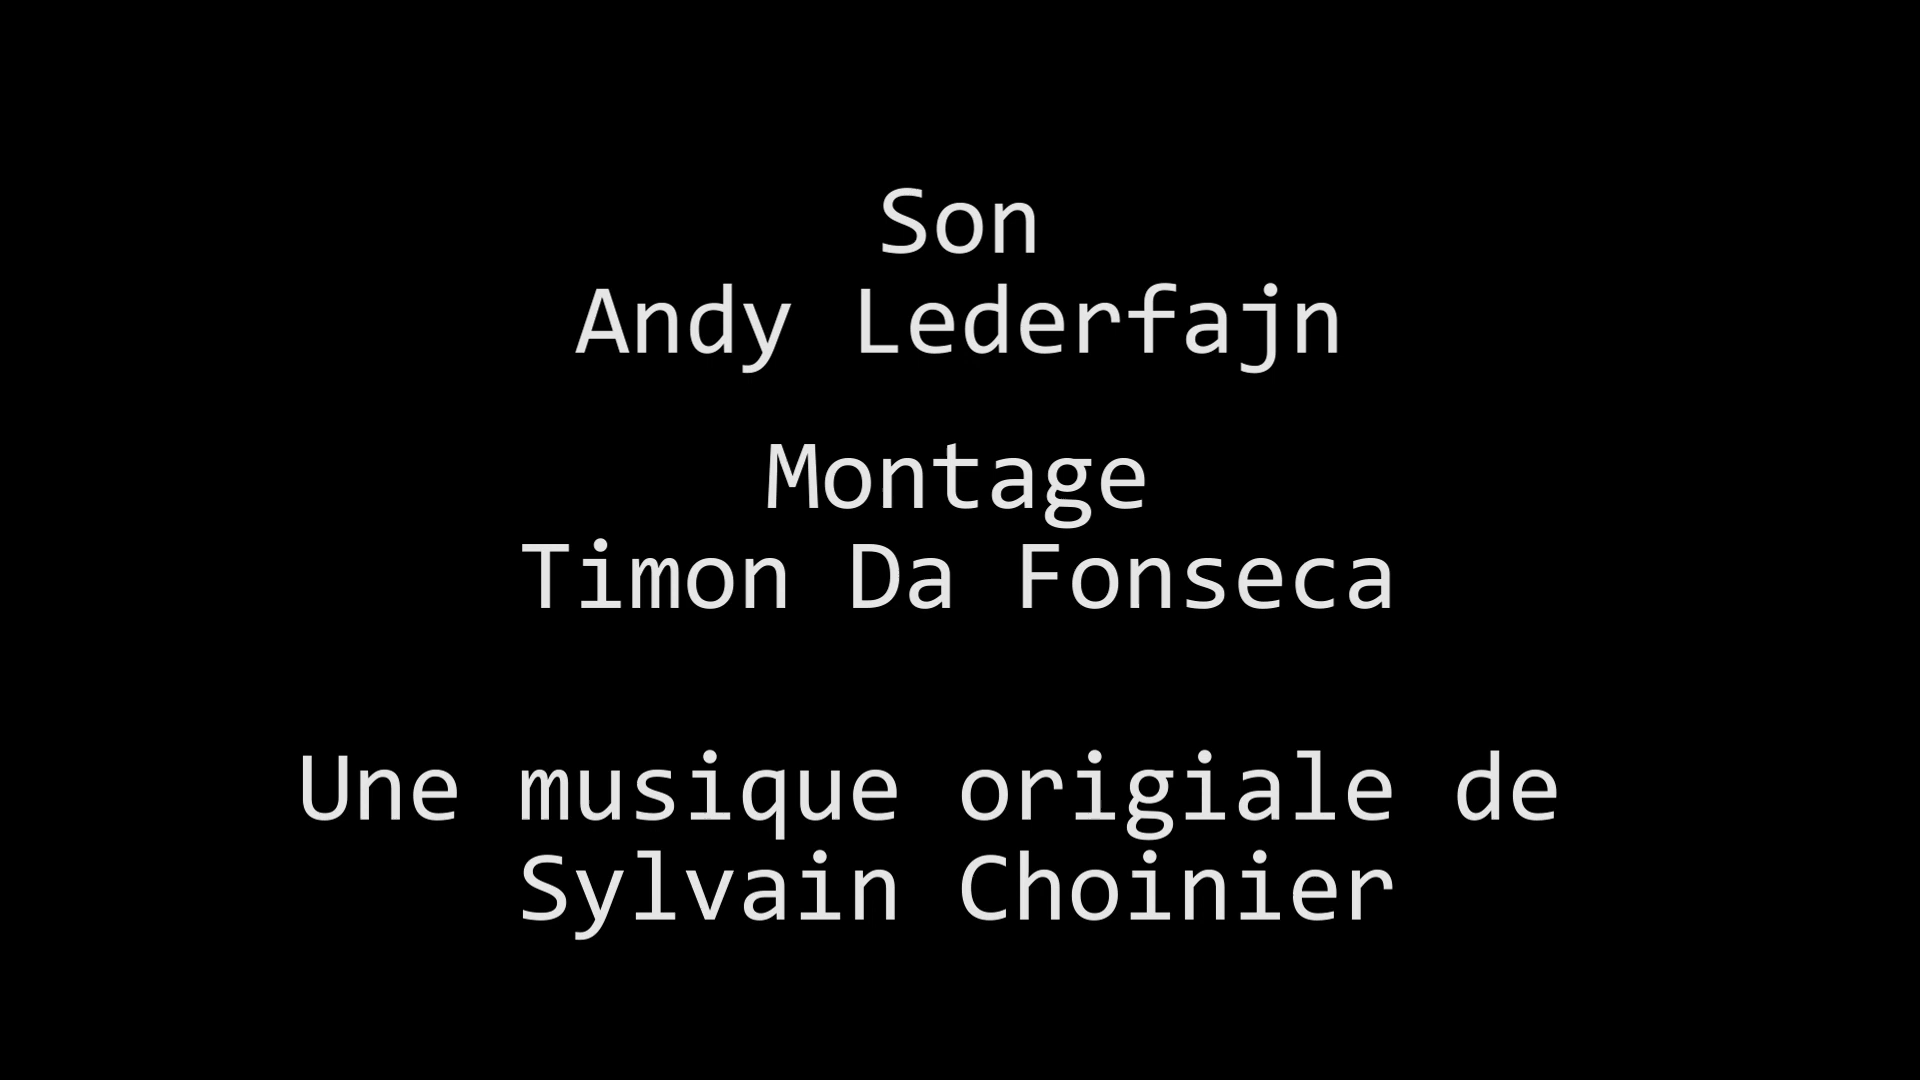 Son
Andy Lederfajn
Montage
Timon Da Fonseca
Une musique origiale de
Sylvain Choinier